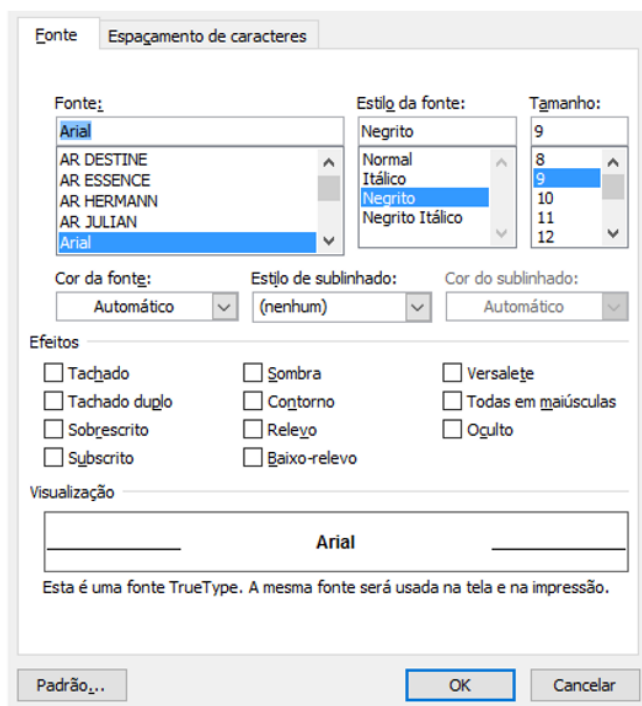 Fonte Espaçamento de caracteres
Fonte: Estilo da fonte: Tamanho:
Arial Negrito 9
AR DESTINE Normal 8
AR ESSENCE Itálico 9
AR HERMANN Negrito 10
AR JULIAN Negrito Itálico 11
Arial 12
Cor da fonte: Estilo de sublinhado: Cor do sublinhado:
Automático (nenhum) Automático
Efeitos
Tachado Sombra Versalete
Tachado duplo Contorno Todas em maiúsculas
Sobrescrito Relevo Oculto
Subscrito Baixo-relevo
Visualização
Arial
Esta é uma fonte TrueType. A mesma fonte será usada na tela e na impressão.
Padrão... OK Cancelar